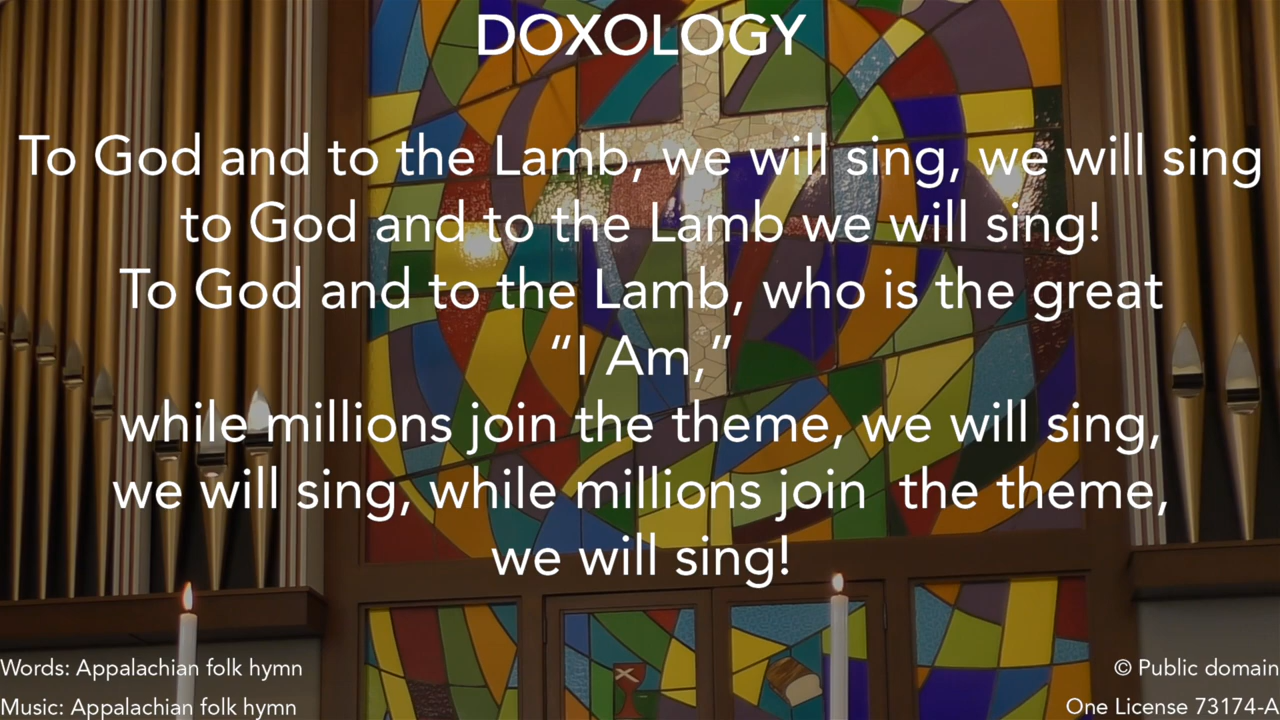 DOXOLOGY
To God and to the Lamb, we will sing, we will sing
to God and to the Lamb we will sing!
To God and to the Lamb, who is the great
“I Am,”
while millions join the theme, we will sing,
we will sing, while millions join  the theme,
we will sing!
Words: Appalachian folk hymn
© Public domain
Music: Appalachian folk hymn
One License 73174-A